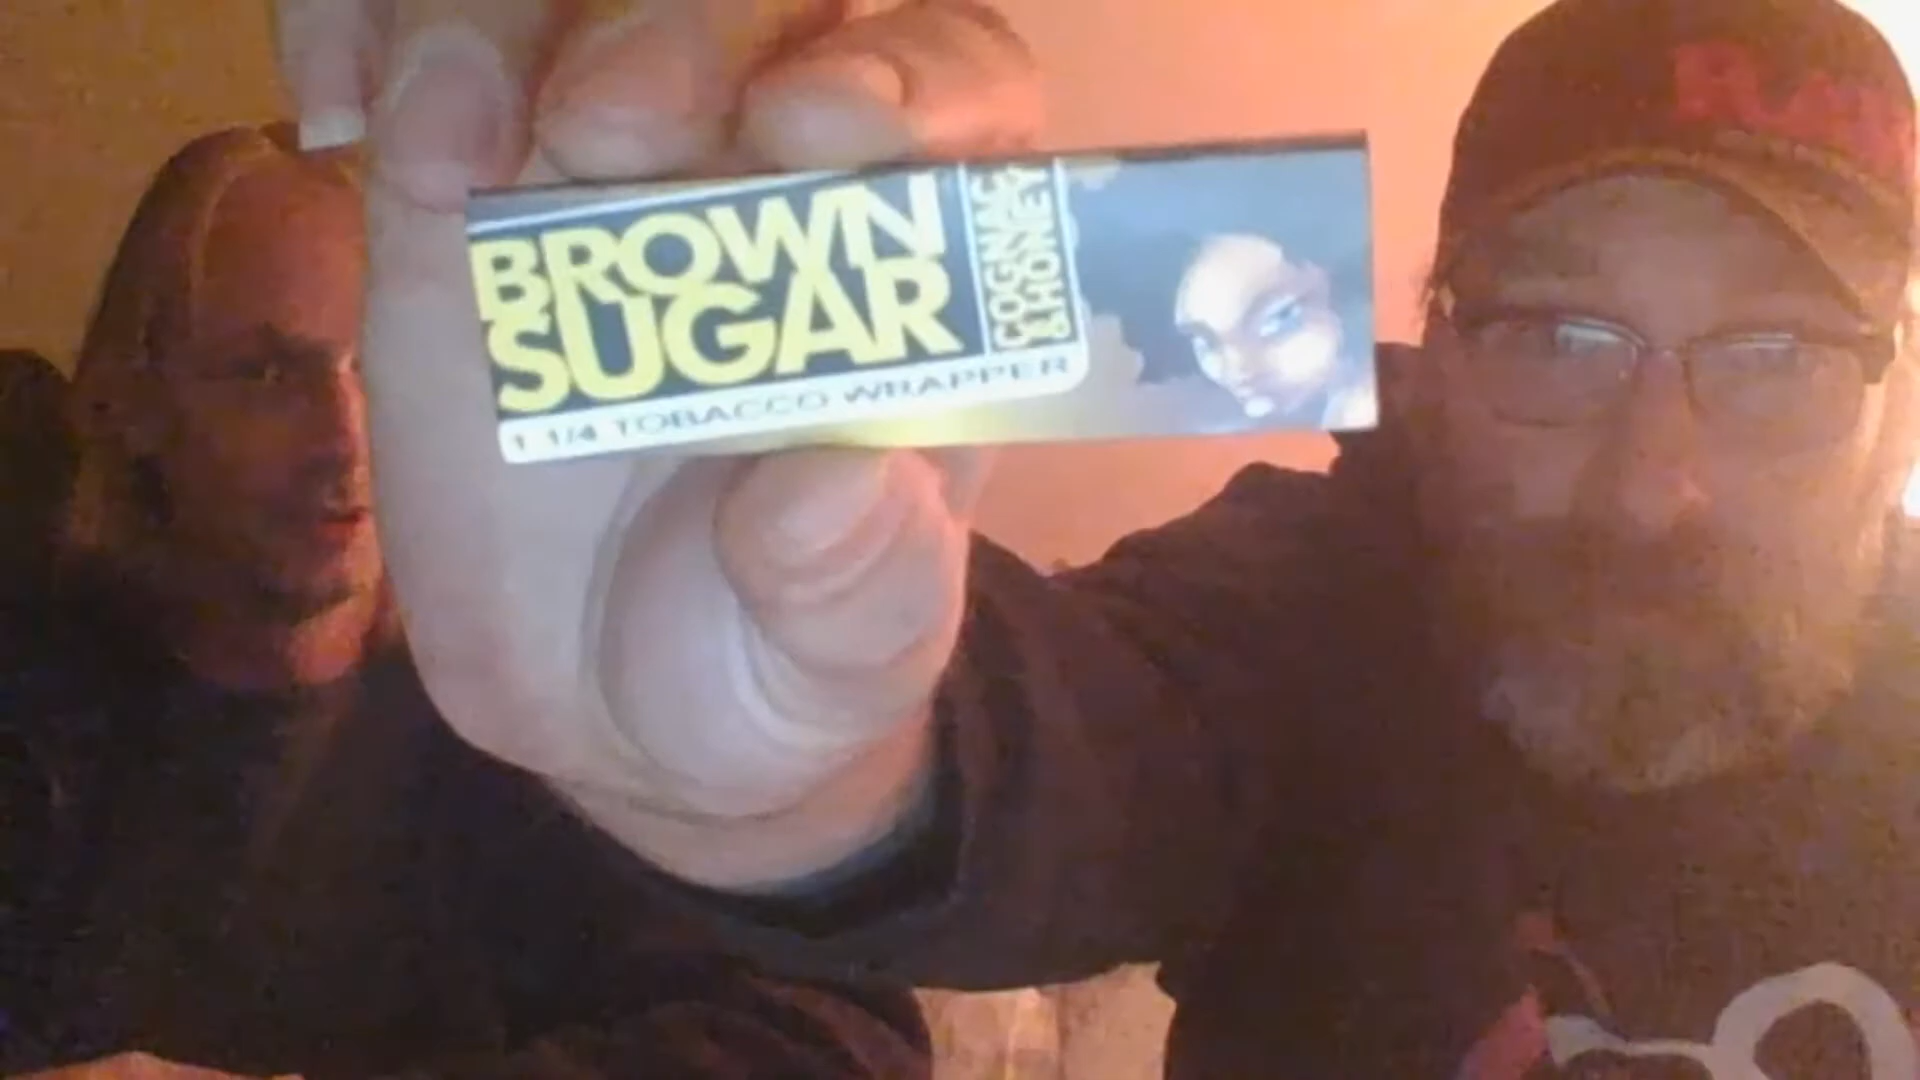 BROWN
SUGAR
COGNAC
& HONEY
1 1/4 TOBACCO WRAPPER